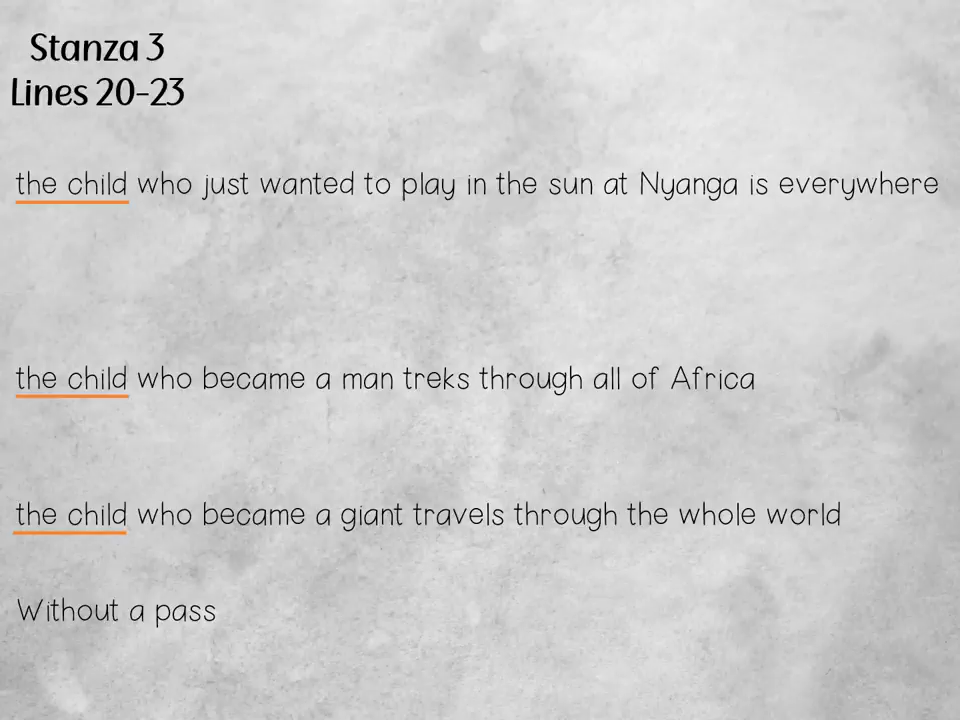 Stanza 3
Lines 20-23
the child who just wanted to play in the sun at Nyanga is everywhere
the child who became a man treks through all of Africa
the child who became a giant travels through the whole world
Without a pass